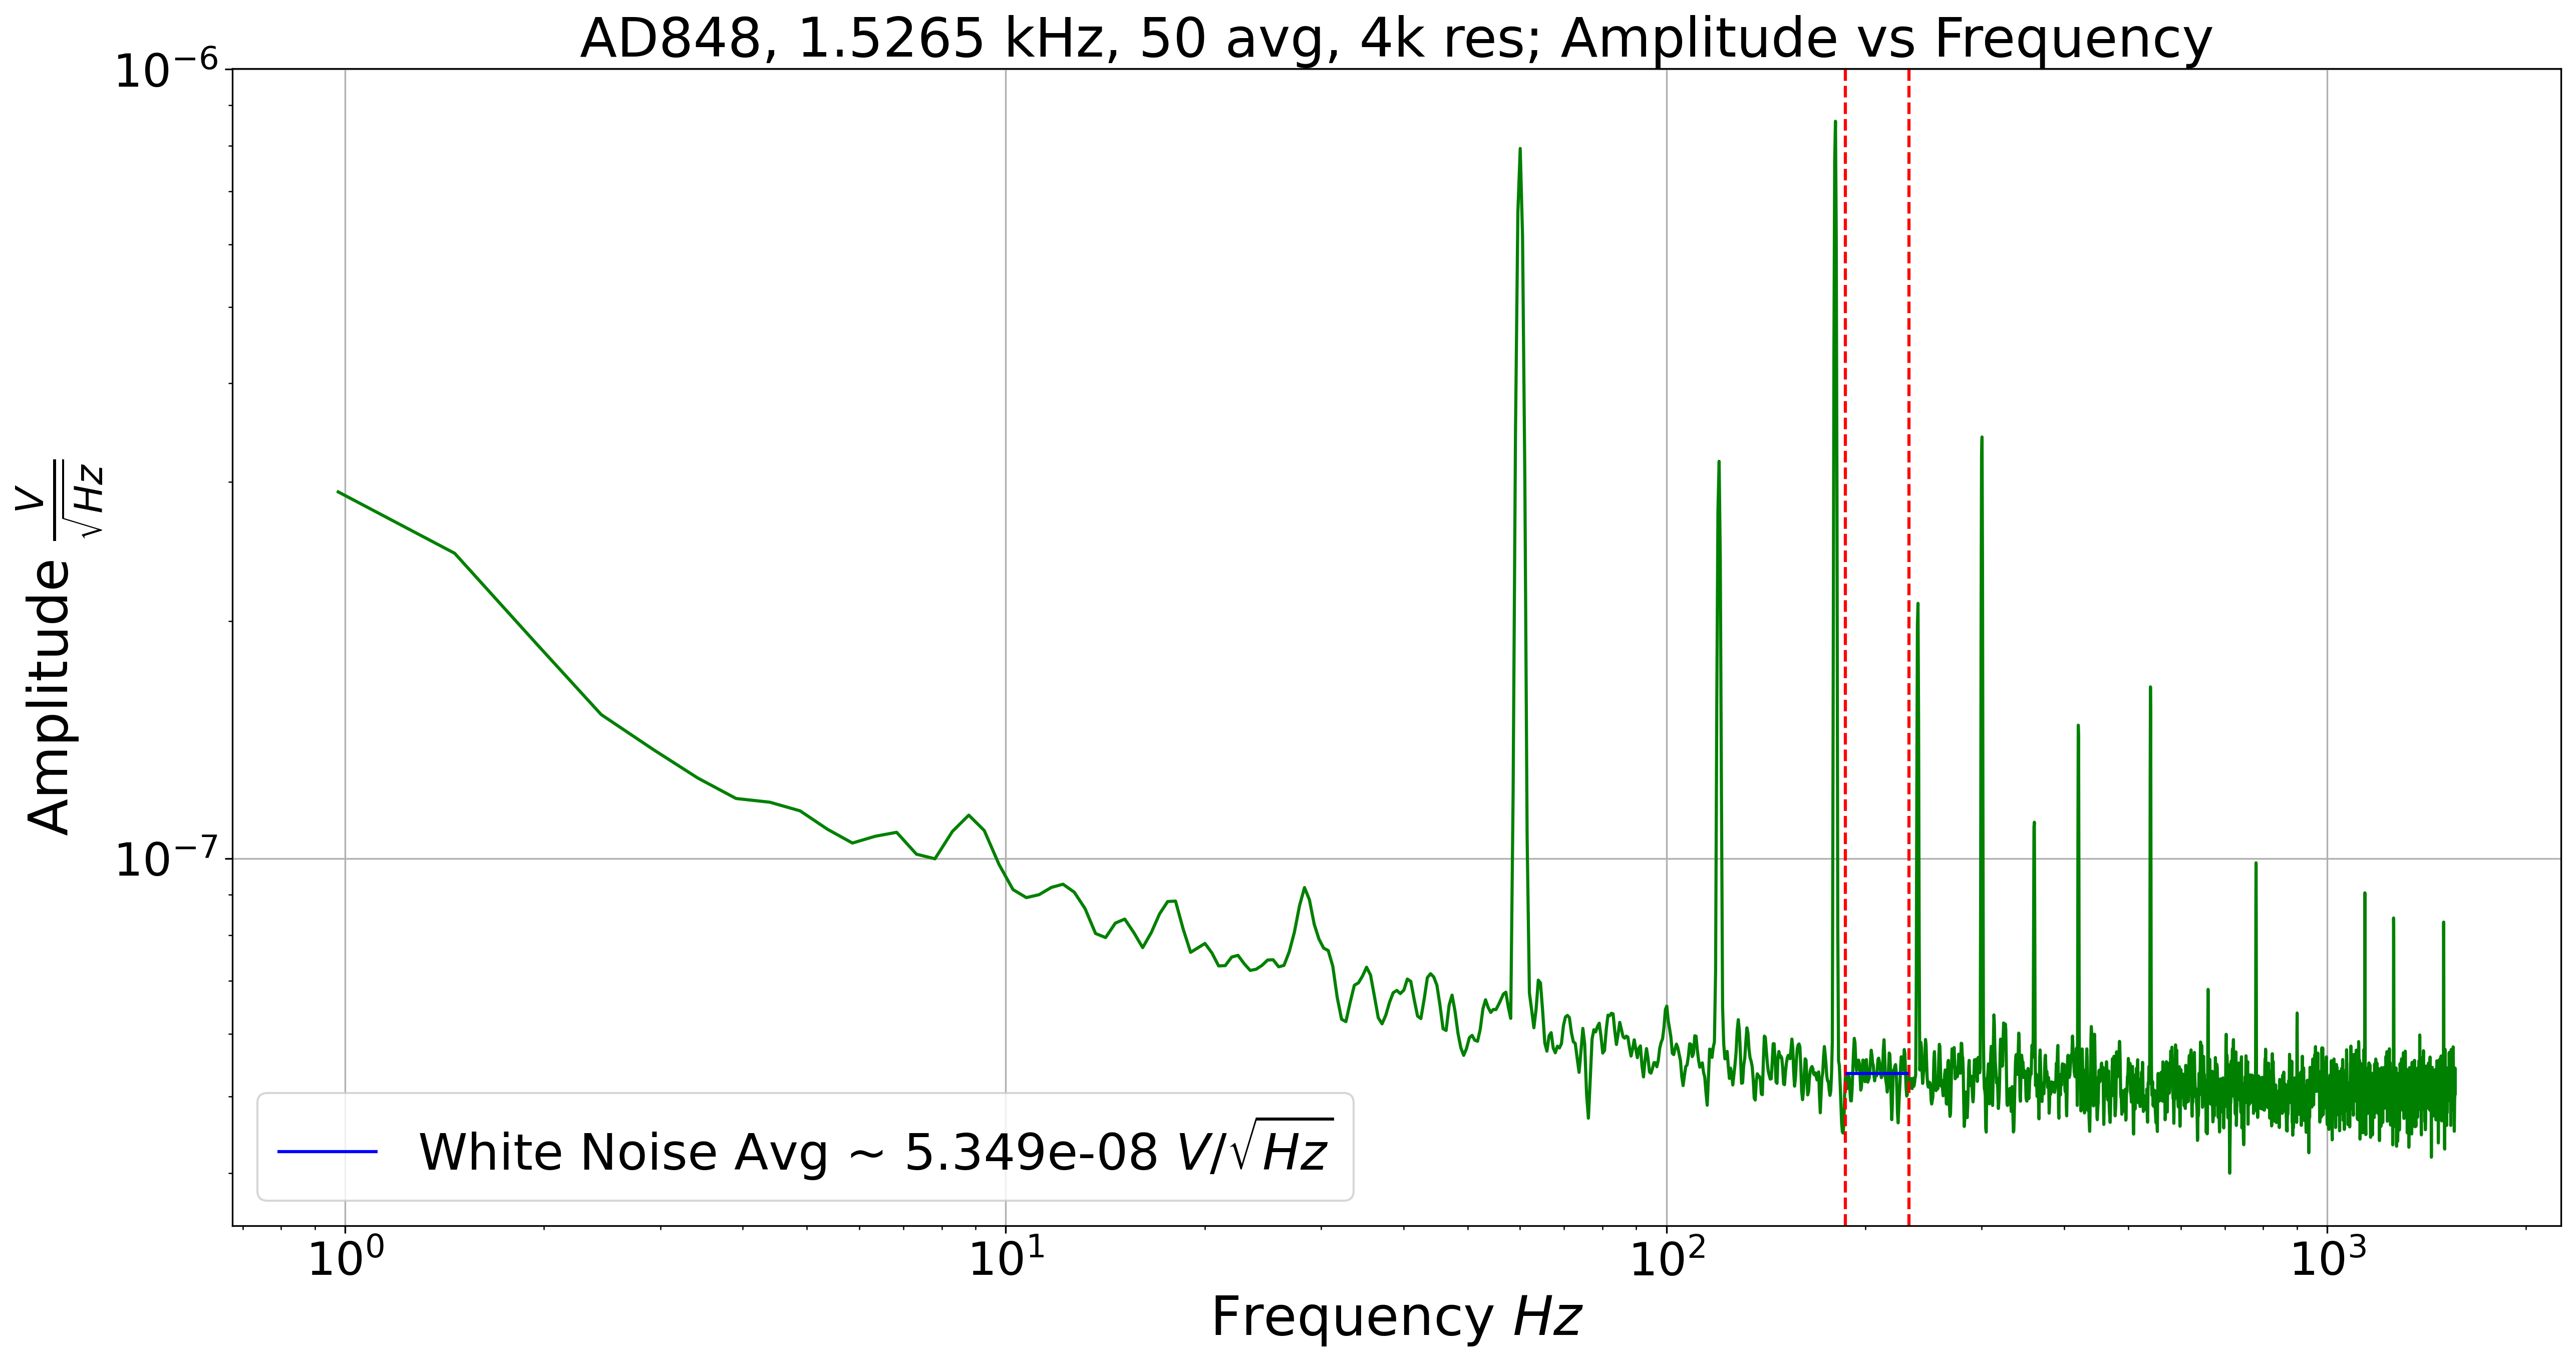 AD848, 1.5265 kHz, 50 avg, 4k res; Amplitude vs Frequency
10⁻⁶
10⁻⁷
Amplitude V/√Hz
White Noise Avg ~ 5.349e-08 V/√Hz
10⁰ 10¹ 10² 10³
Frequency Hz